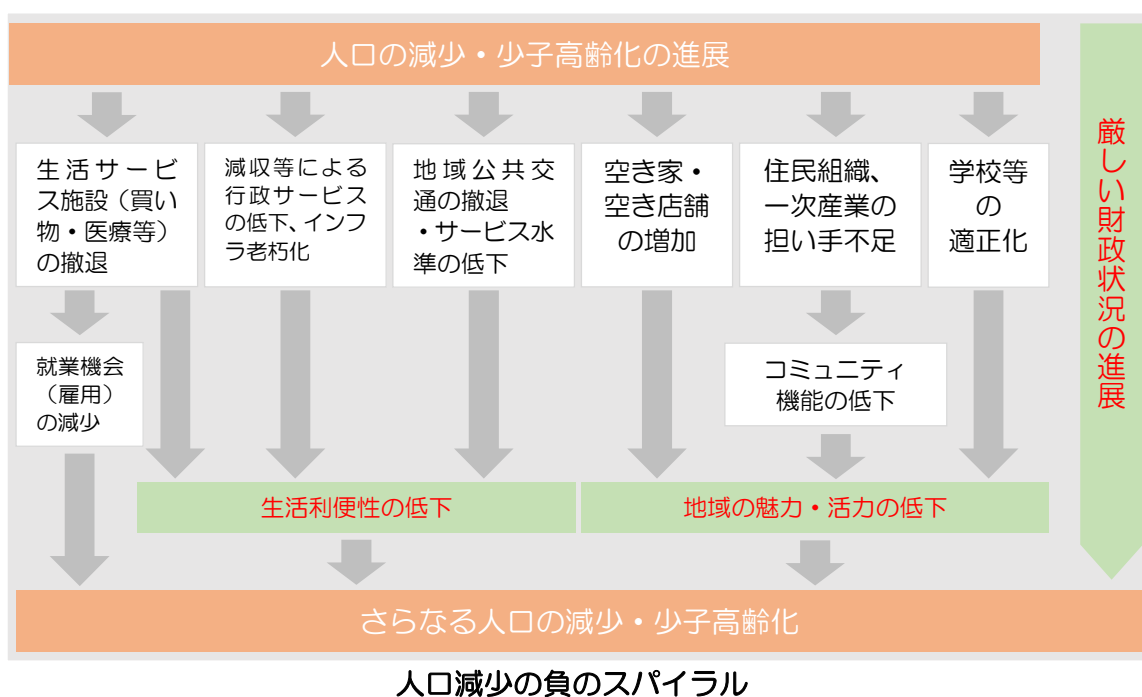 人口の減少・少子高齢化の進展
生活サービ
ス施設（買い
物・医療等）
の撤退
減収等による
行政サービス
の低下、インフ
ラ老朽化
地域公共交
通の撤退
・サービス水
準の低下
空き家・
空き店舗
の増加
住民組織、
一次産業の
担い手不足
学校等
の
適正化
就業機会
（雇用）
の減少
コミュニティ
機能の低下
生活利便性の低下
地域の魅力・活力の低下
さらなる人口の減少・少子高齢化
厳しい財政状況の進展
人口減少の負のスパイラル